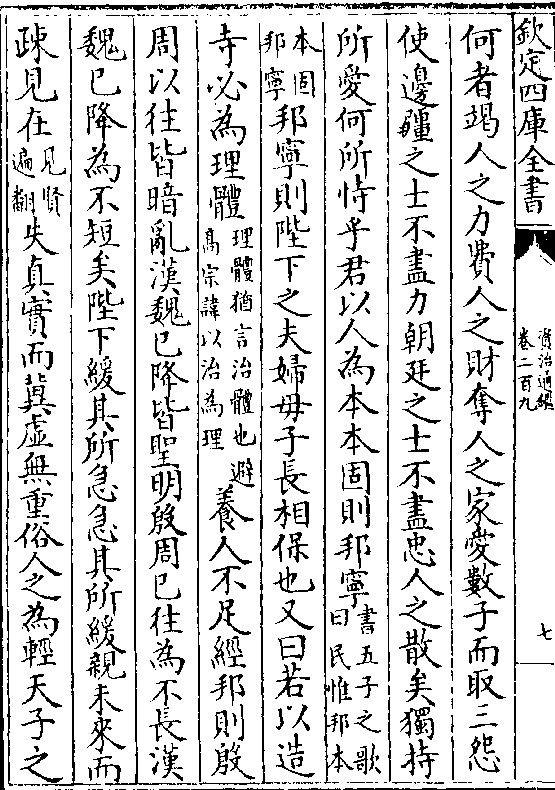 欽定四庫全書
資治通鑑
卷二百九
七
何者竭人之力費人之財奪人之家愛數子而取三怨
使邊疆之士不盡力朝廷之士不盡忠人之散矣獨持
所愛何所恃乎君以人為本本固則邦寧書五子之歌曰民惟邦本
本固邦寧邦寧則陛下之夫婦母子長相保也又曰若以造
寺必為理體理體猶言治體也避髙宗諱以治為理養人不足經邦則殷
周以往皆暗亂漢魏已降皆聖明殷周已往為不長漢
魏已降為不短矣陛下緩其所急急其所緩親未來而
疎見在見賢遍翻失真實而冀虛無重俗人之為輕天子之